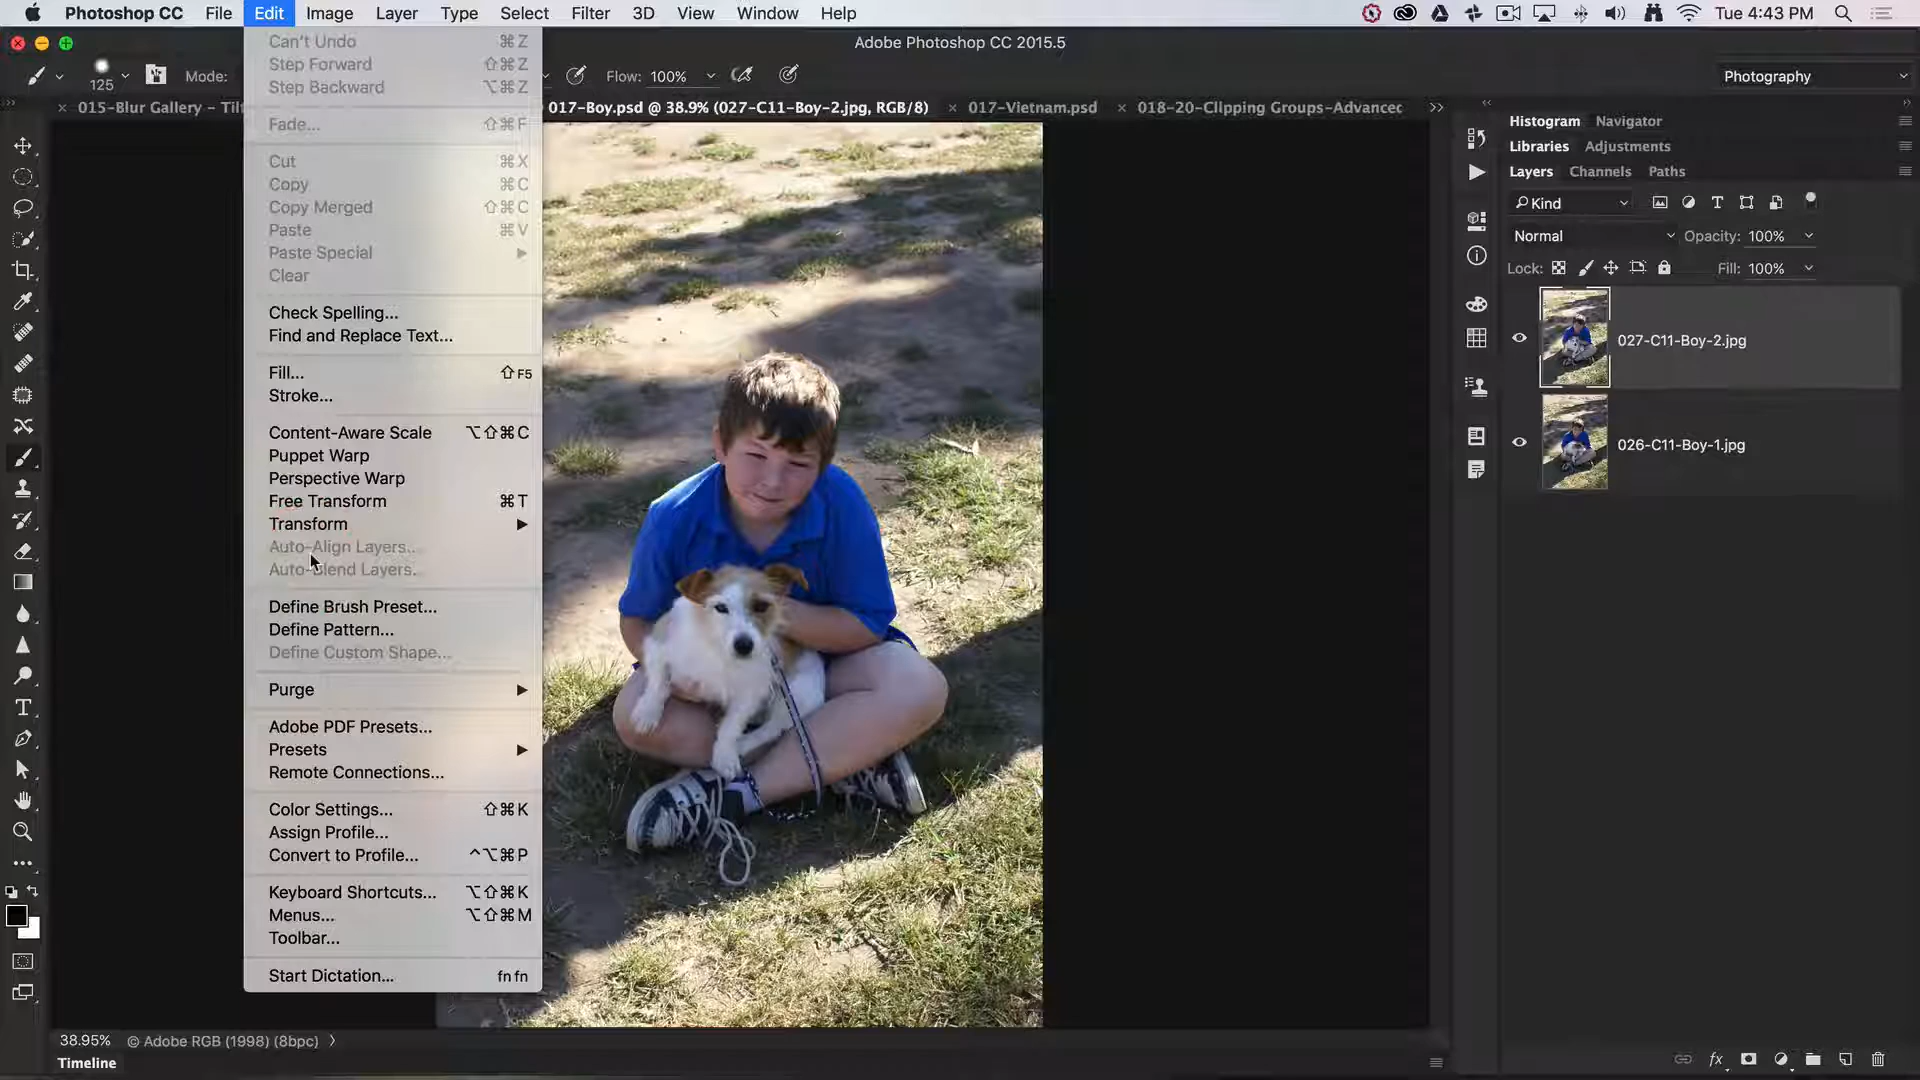 Photoshop CC File Edit Image Layer Type Select Filter 3D View Window Help Tue 4:43 PM
Adobe Photoshop CC 2015.5
125 Mode: Flow: 100% Photography
015-Blur Gallery - Tilt 017-Boy.psd @ 38.9% (027-C11-Boy-2.jpg, RGB/8) 017-Vietnam.psd 018-20-Clipping Groups-Advancec
Can't Undo ⌘Z
Step Forward ⇧⌘Z
Step Backward ⌥⌘Z
Fade... ⇧⌘F
Cut ⌘X
Copy ⌘C
Copy Merged ⇧⌘C
Paste ⌘V
Paste Special
Clear
Check Spelling...
Find and Replace Text...
Fill... ⇧F5
Stroke...
Content-Aware Scale ⌥⇧⌘C
Puppet Warp
Perspective Warp
Free Transform ⌘T
Transform
Auto-Align Layers...
Auto-Blend Layers...
Define Brush Preset...
Define Pattern...
Define Custom Shape...
Purge
Adobe PDF Presets...
Presets
Remote Connections...
Color Settings... ⇧⌘K
Assign Profile...
Convert to Profile... ^⌥⌘P
Keyboard Shortcuts... ⌥⇧⌘K
Menus... ⌥⇧⌘M
Toolbar...
Start Dictation... fn fn
Histogram Navigator
Libraries Adjustments
Layers Channels Paths
Kind
Normal Opacity: 100%
Lock: Fill: 100%
027-C11-Boy-2.jpg
026-C11-Boy-1.jpg
fx
38.95% © Adobe RGB (1998) (8bpc)
Timeline